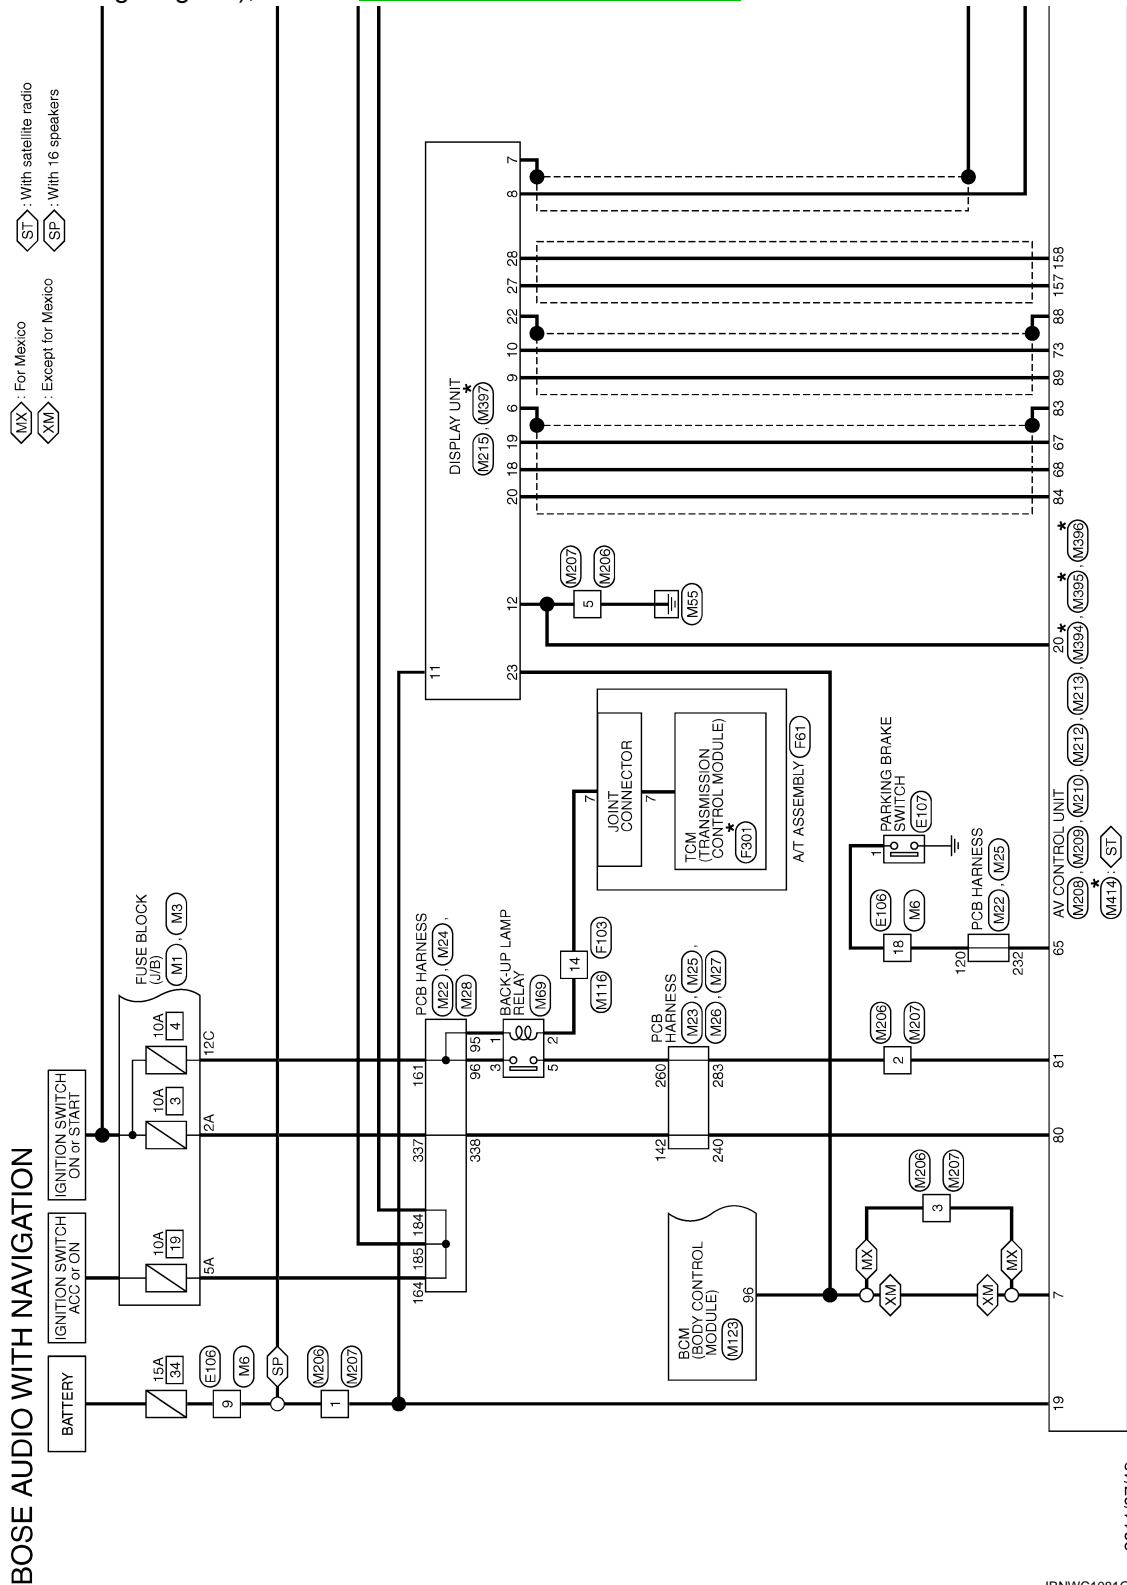 BOSE AUDIO WITH NAVIGATION
MX : For Mexico
XM : Except for Mexico
ST : With satellite radio
SP : With 16 speakers
BATTERY
IGNITION SWITCH
ACC or ON
IGNITION SWITCH
ON or START
15A
34
10A
19
10A
3
10A
4
FUSE BLOCK
(J/B)
M1 , M3
5A
2A
12C
E106
9
M6
SP
M206
1
M207
164
185
184
337
338
161
96
95
PCB HARNESS
M22 , M24 ,
M28
BACK-UP LAMP
RELAY
M69
3
1
5
2
14
F103
M116
7
JOINT
CONNECTOR
7
TCM
(TRANSMISSION
CONTROL MODULE)
* F301
A/T ASSEMBLY F61
DISPLAY UNIT
M215 , M397 *
11
23
12
20
18
19
6
9
10
22
27
28
8
7
M207
5
M206
M55
BCM
(BODY CONTROL
MODULE)
M123
96
142
240
260
283
PCB
HARNESS
M23 , M25 ,
M26 , M27
MX
XM
M206
3
M207
XM
MX
M206
2
M207
E106
18
M6
PARKING BRAKE
SWITCH
E107
1
120
232
PCB HARNESS
M22 , M25
19
7
80
81
65
20
84
68
67
83
89
73
88
157
158
AV CONTROL UNIT
M208 , M209 , M210 , M212 , M213 , M394 * , M395 * , M396 *
M414 * : ST